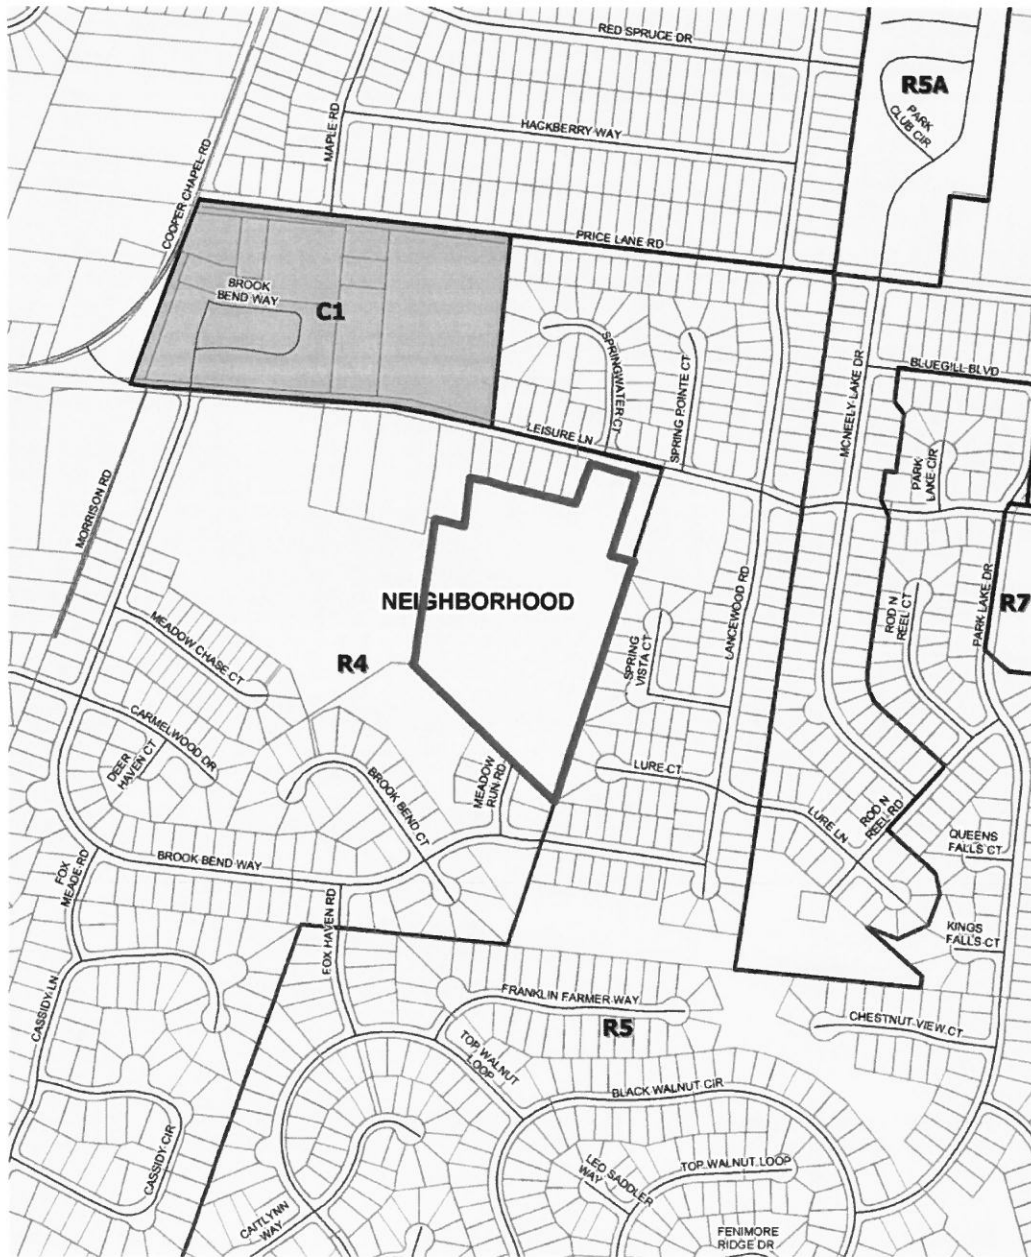 RED SPRUCE DR
R5A
PARK
CLUB CIR
HACKBERRY WAY
MAPLE RD
COOPER CHAPEL RD
PRICE LANE RD
BROOK
BEND WAY
C1
SPRINGWATER CT
SPRING POINTE CT
BLUEGILL BLVD
MCNEELY LAKE DR
LEISURE LN
PARK
LAKE CIR
MORRISON RD
LANCEWOOD RD
ROD N
REEL CT
PARK LAKE DR
R7
NEIGHBORHOOD
MEADOW CHASE CT
R4
SPRING
VISTA CT
CARMELWOOD DR
DEER
HAVEN CT
BROOK BEND CT
MEADOW
RUN RD
LURE CT
LURE LN
ROD N
REEL RD
QUEENS
FALLS CT
FOX
MEADE RD
BROOK BEND WAY
FOX HAVEN RD
KINGS
FALLS CT
CASSIDY LN
FRANKLIN FARMER WAY
R5
CHESTNUT VIEW CT
TOP WALNUT
LOOP
BLACK WALNUT CIR
CASSIDY CIR
LEO SADDLER
WAY
TOP WALNUT LOOP
CAITLYNN
WAY
FENIMORE
RIDGE DR